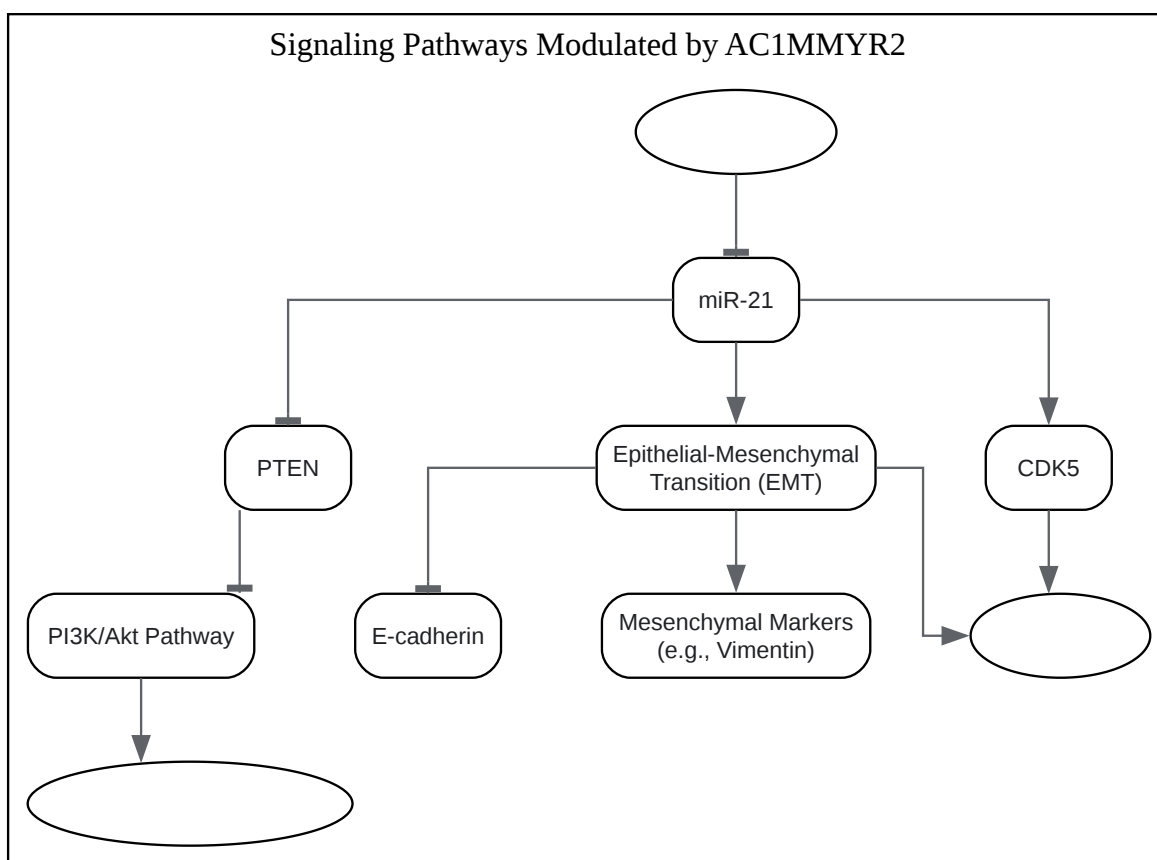 Signaling Pathways Modulated by AC1MMYR2
miR-21
PTEN
Epithelial-Mesenchymal
Transition (EMT)
CDK5
PI3K/Akt Pathway
E-cadherin
Mesenchymal Markers
(e.g., Vimentin)